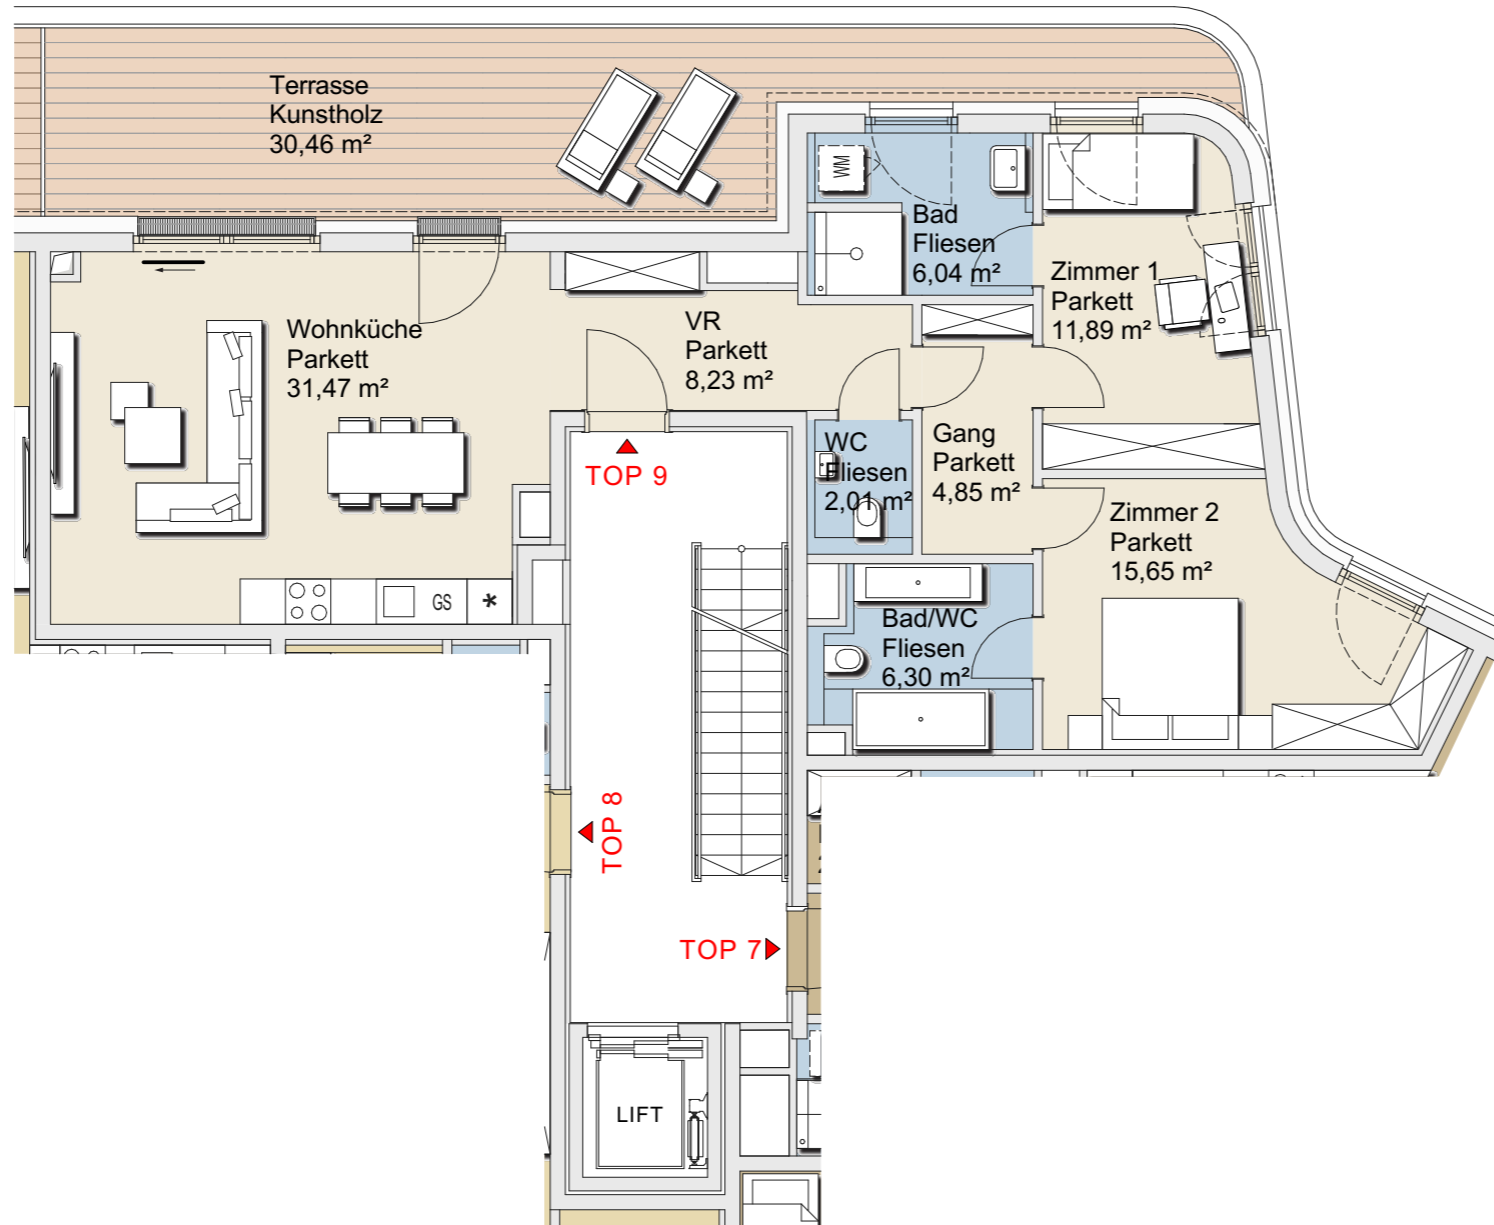 Terrasse
Kunstholz
30,46 m²
WM
Bad
Fliesen
6,04 m²
Zimmer 1
Parkett
11,89 m²
Wohnküche
Parkett
31,47 m²
VR
Parkett
8,23 m²
WC
Fliesen
2,01 m²
Gang
Parkett
4,85 m²
TOP 9
Zimmer 2
Parkett
15,65 m²
GS
*
Bad/WC
Fliesen
6,30 m²
TOP 8
TOP 7
LIFT